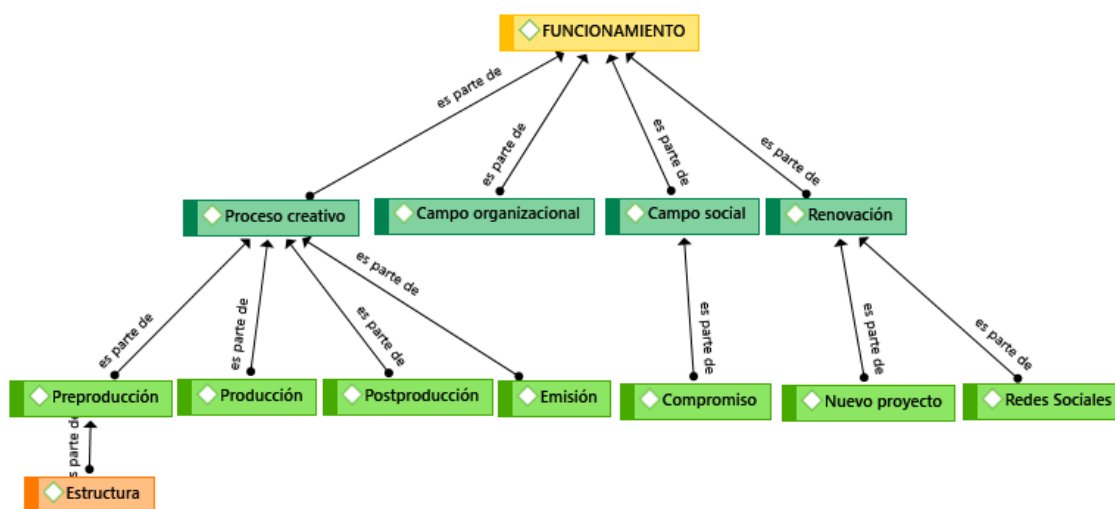 FUNCIONAMIENTO
es parte de
es parte de
es parte de
es parte de
Proceso creativo
Campo organizacional
Campo social
Renovación
es parte de
es parte de
es parte de
es parte de
es parte de
es parte de
es parte de
Preproducción
Producción
Postproducción
Emisión
Compromiso
Nuevo proyecto
Redes Sociales
es parte de
Estructura